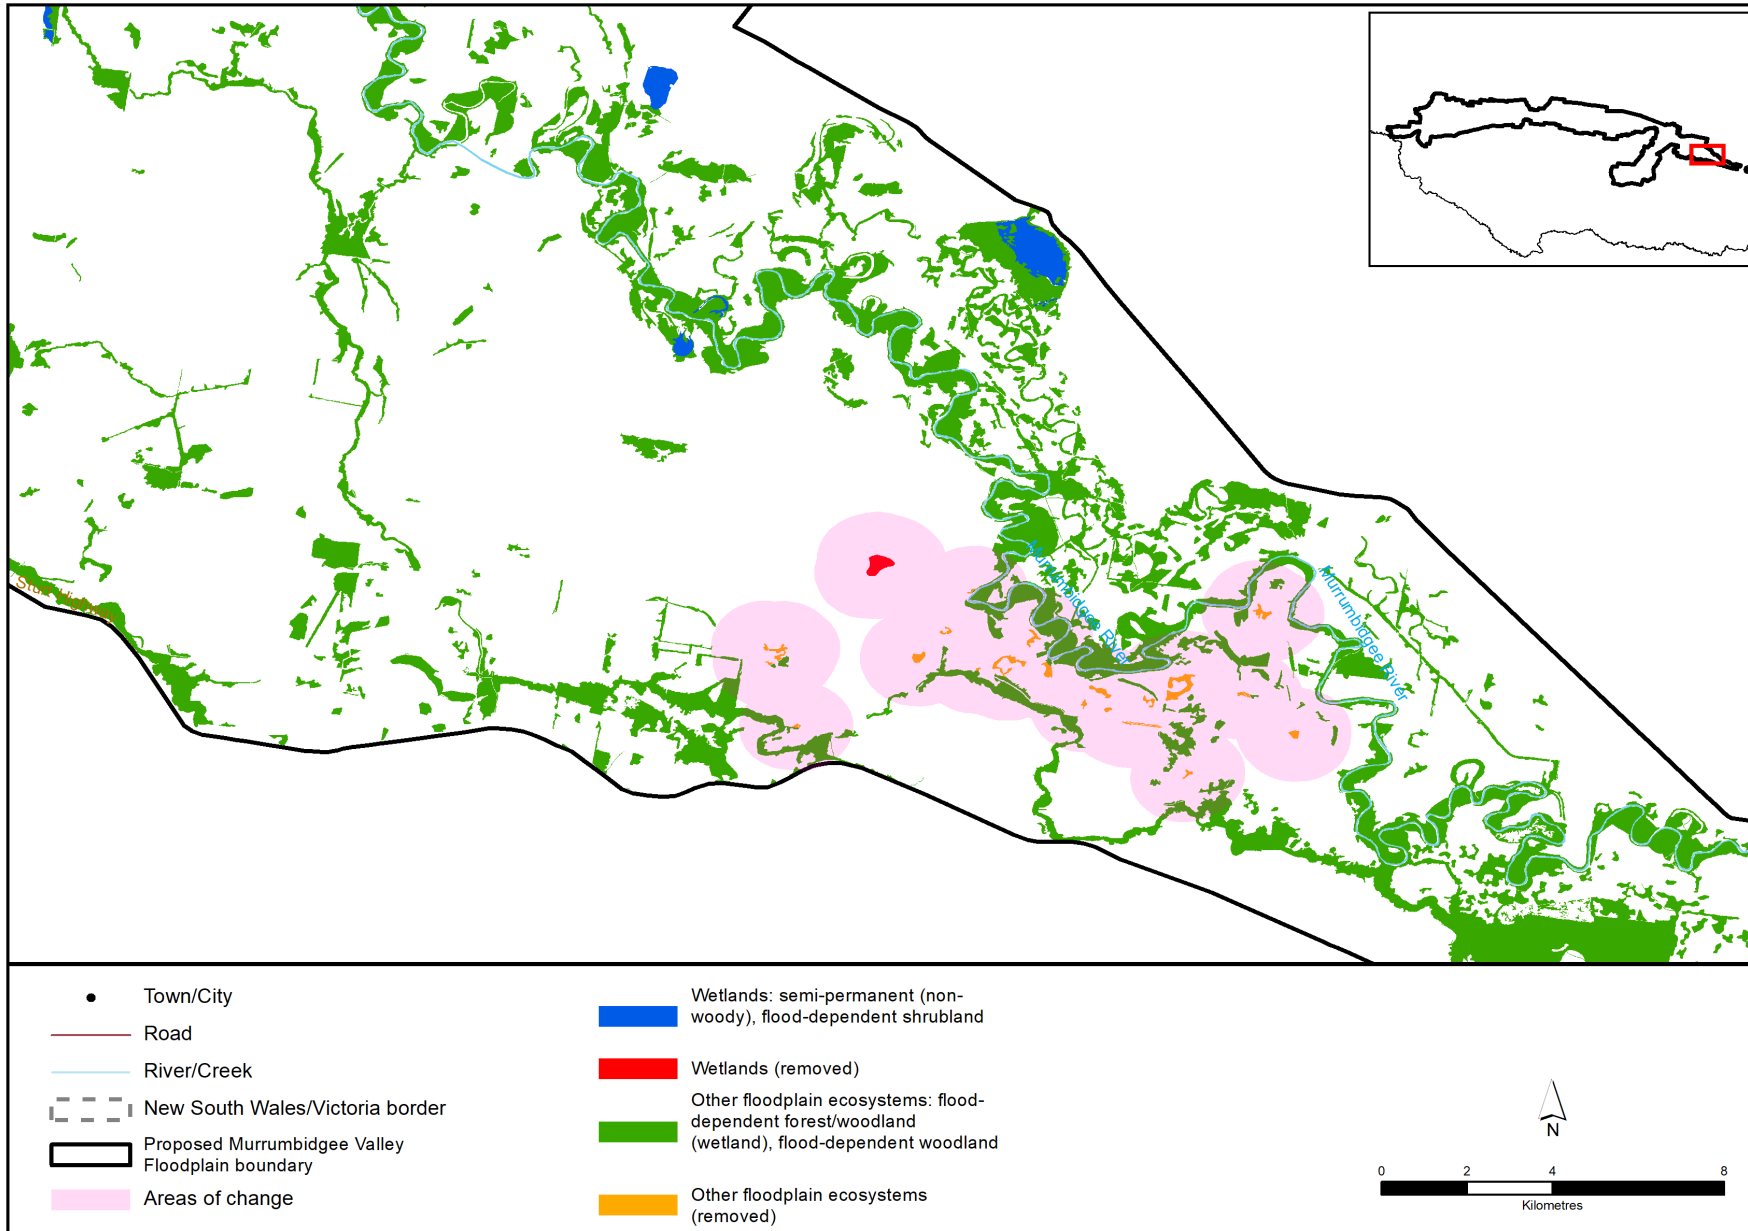 Sturt Highway
Murrumbidgee River
Murrumbidgee River
Town/City
Road
River/Creek
New South Wales/Victoria border
Proposed Murrumbidgee Valley
Floodplain boundary
Areas of change
Wetlands: semi-permanent (non-
woody), flood-dependent shrubland
Wetlands (removed)
Other floodplain ecosystems: flood-
dependent forest/woodland
(wetland), flood-dependent woodland
Other floodplain ecosystems
(removed)
N
0 2 4 8
Kilometres